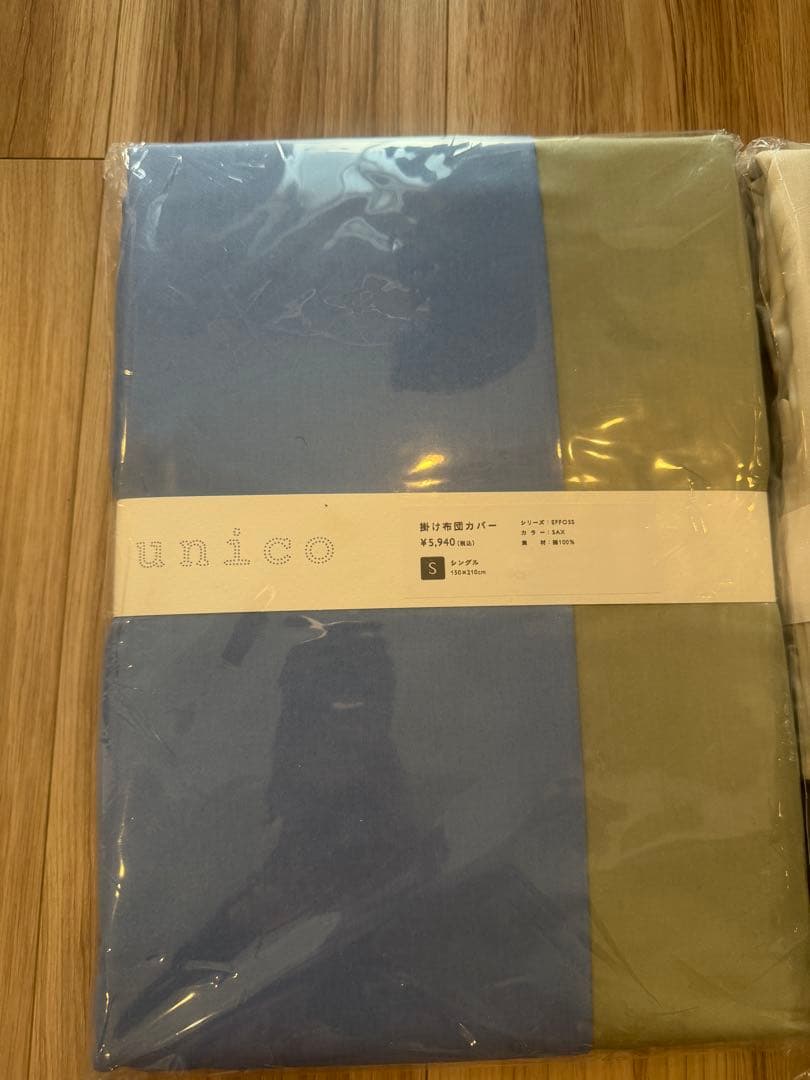 unico
掛け布団カバー
¥5,940(税込)
S シングル
150×210cm
シリーズ:EFFOSS
カラー:SAX
素 材:綿100%